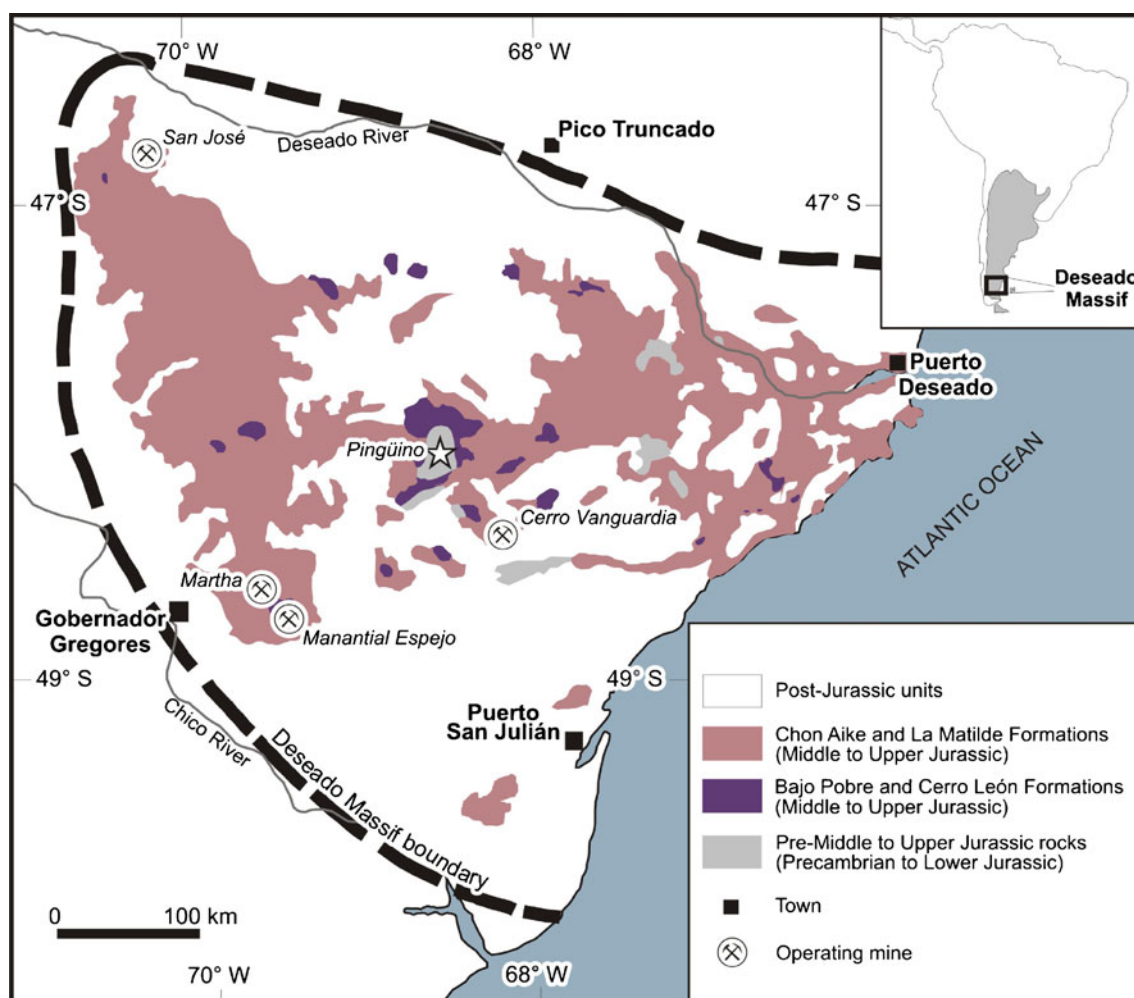 70° W
68° W
San José
Deseado River
Pico Truncado
47° S
47° S
Deseado
Massif
Puerto
Deseado
Pingüino
Cerro Vanguardia
ATLANTIC OCEAN
Martha
Gobernador
Gregores
Manantial Espejo
49° S
49° S
Chico River
Puerto
San Julián
Deseado Massif boundary
0
100 km
70° W
68° W
Post-Jurassic units
Chon Aike and La Matilde Formations
(Middle to Upper Jurassic)
Bajo Pobre and Cerro León Formations
(Middle to Upper Jurassic)
Pre-Middle to Upper Jurassic rocks
(Precambrian to Lower Jurassic)
Town
Operating mine